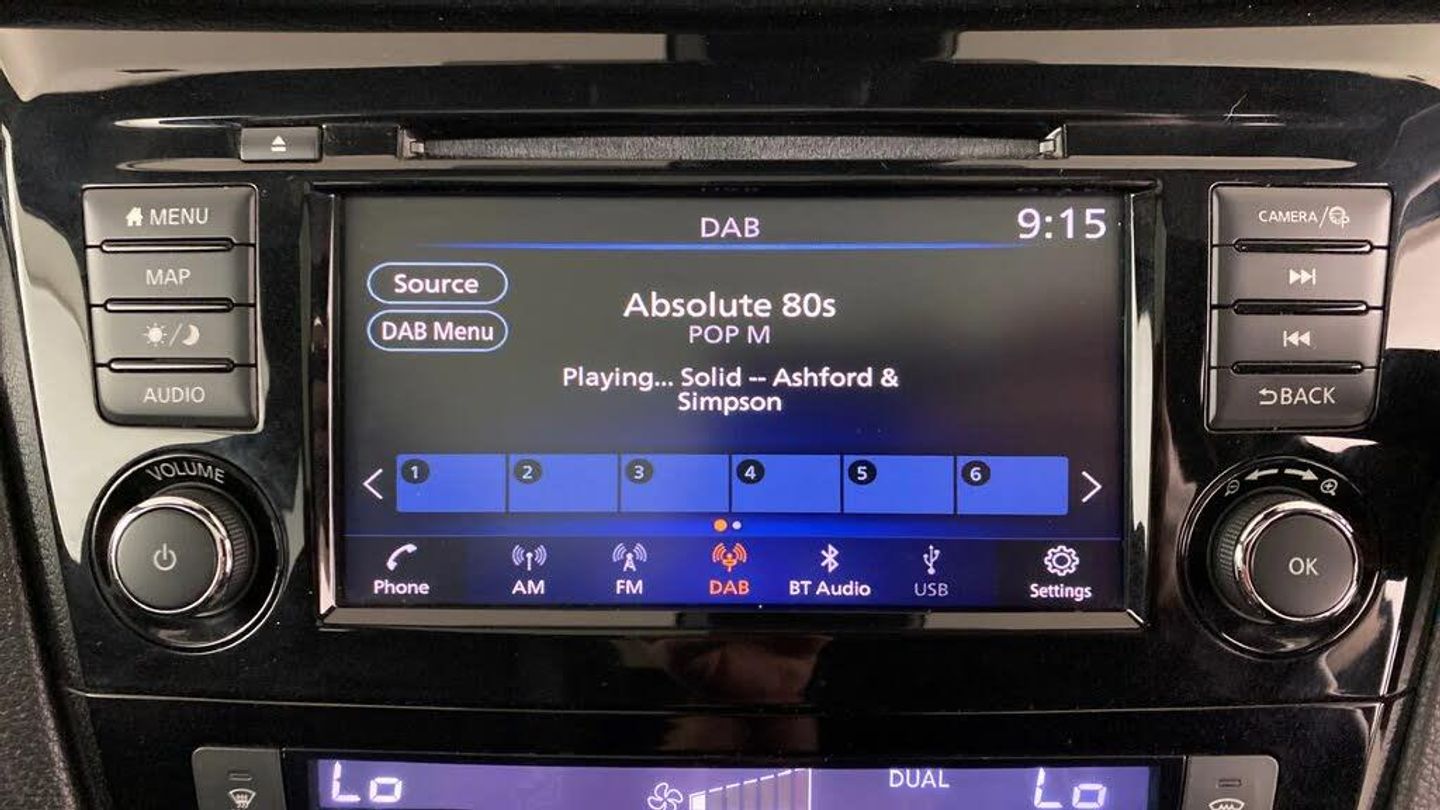 MENU
MAP
AUDIO
VOLUME
DAB
9:15
Source
DAB Menu
Absolute 80s
POP M
Playing... Solid -- Ashford &
Simpson
1 2 3 4 5 6
Phone AM FM DAB BT Audio USB Settings
CAMERA/
BACK
OK
Lo DUAL Lo